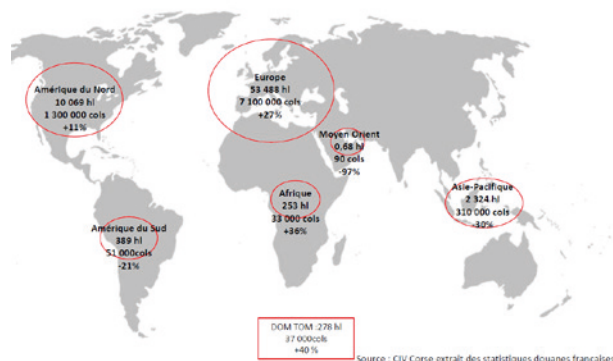 Amérique du Nord
10 069 hl
1 300 000 cols
+11%
Europe
53 488 hl
7 100 000 cols
+27%
Moyen Orient
0,68 hl
90 cols
-97%
Afrique
253 hl
33 000 cols
+36%
Asie-Pacifique
2 324 hl
310 000 cols
-30%
Amérique du Sud
389 hl
51 000cols
-21%
DOM TOM :278 hl
37 000cols
+40 %
Source : CIV Corse extrait des statistiques douanes françaises